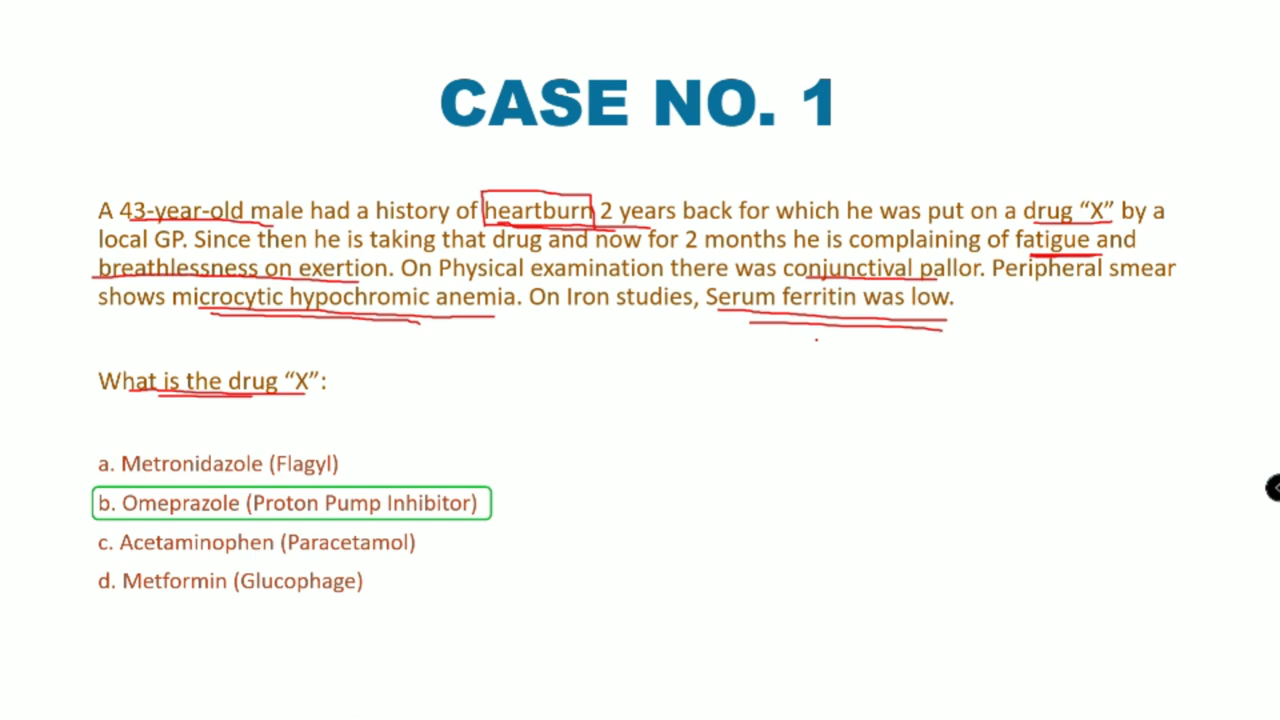 CASE NO. 1
A 43-year-old male had a history of heartburn 2 years back for which he was put on a drug “X” by a
local GP. Since then he is taking that drug and now for 2 months he is complaining of fatigue and
breathlessness on exertion. On Physical examination there was conjunctival pallor. Peripheral smear
shows microcytic hypochromic anemia. On Iron studies, Serum ferritin was low.
What is the drug “X”:
a. Metronidazole (Flagyl)
b. Omeprazole (Proton Pump Inhibitor)
c. Acetaminophen (Paracetamol)
d. Metformin (Glucophage)